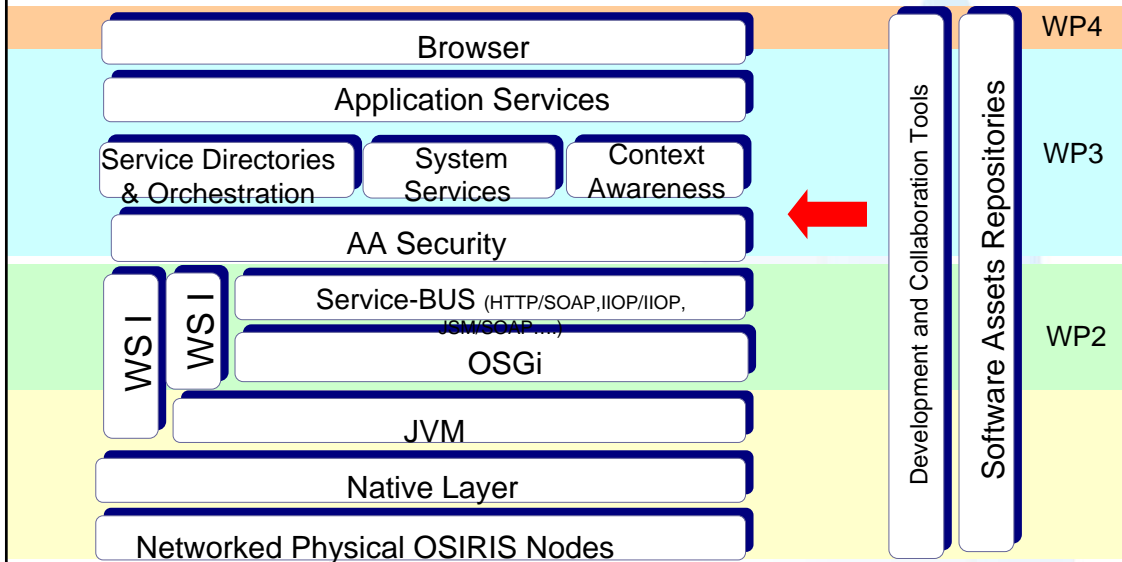 WP4
Browser
Application Services
WP3
Service Directories
& Orchestration
System
Services
Context
Awareness
AA Security
WS I
WS I
Service-BUS (HTTP/SOAP,IIOP/IIOP,
JSM/SOAP....)
OSGi
WP2
JVM
Native Layer
Networked Physical OSIRIS Nodes
Development and Collaboration Tools
Software Assets Repositories